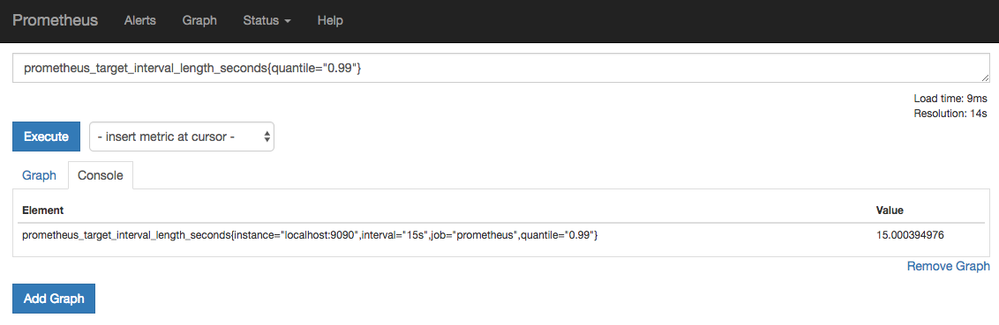 Prometheus Alerts Graph Status Help
prometheus_target_interval_length_seconds{quantile="0.99"}
Load time: 9ms
Resolution: 14s
Execute - insert metric at cursor -
Graph Console
Element Value
prometheus_target_interval_length_seconds{instance="localhost:9090",interval="15s",job="prometheus",quantile="0.99"} 15.000394976
Remove Graph
Add Graph